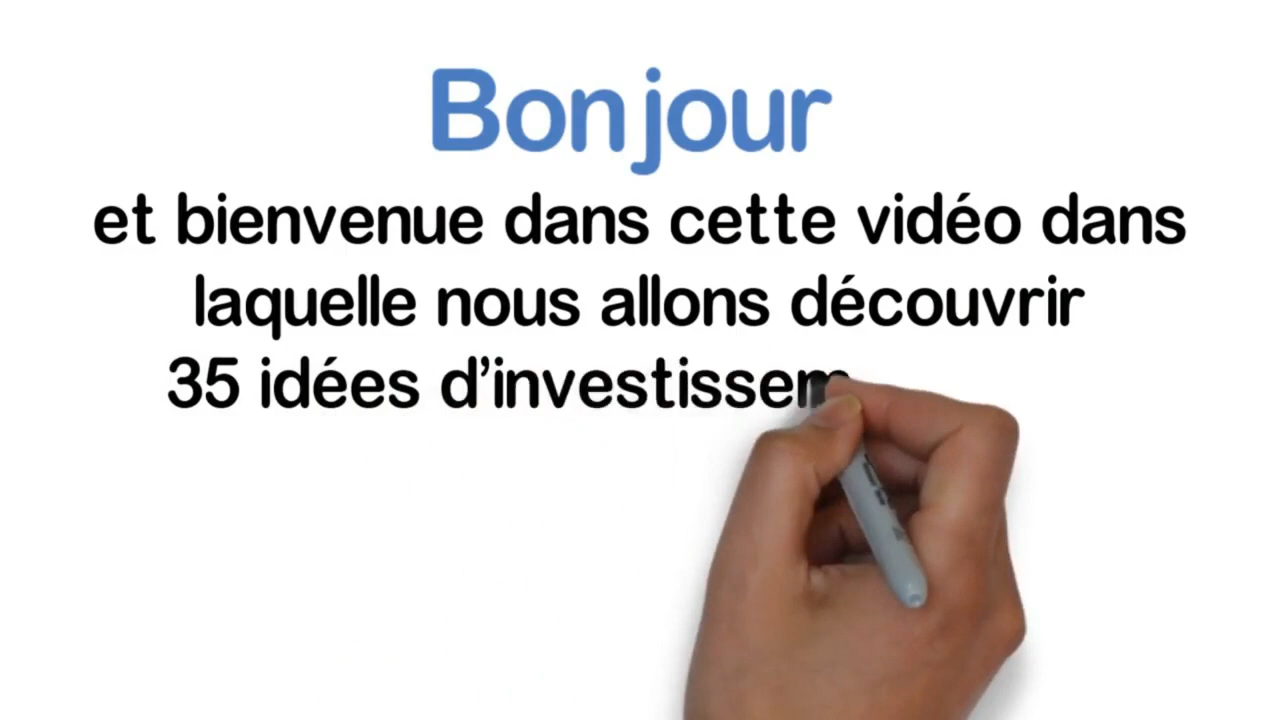 Bonjour
et bienvenue dans cette vidéo dans
laquelle nous allons découvrir
35 idées d'investissem